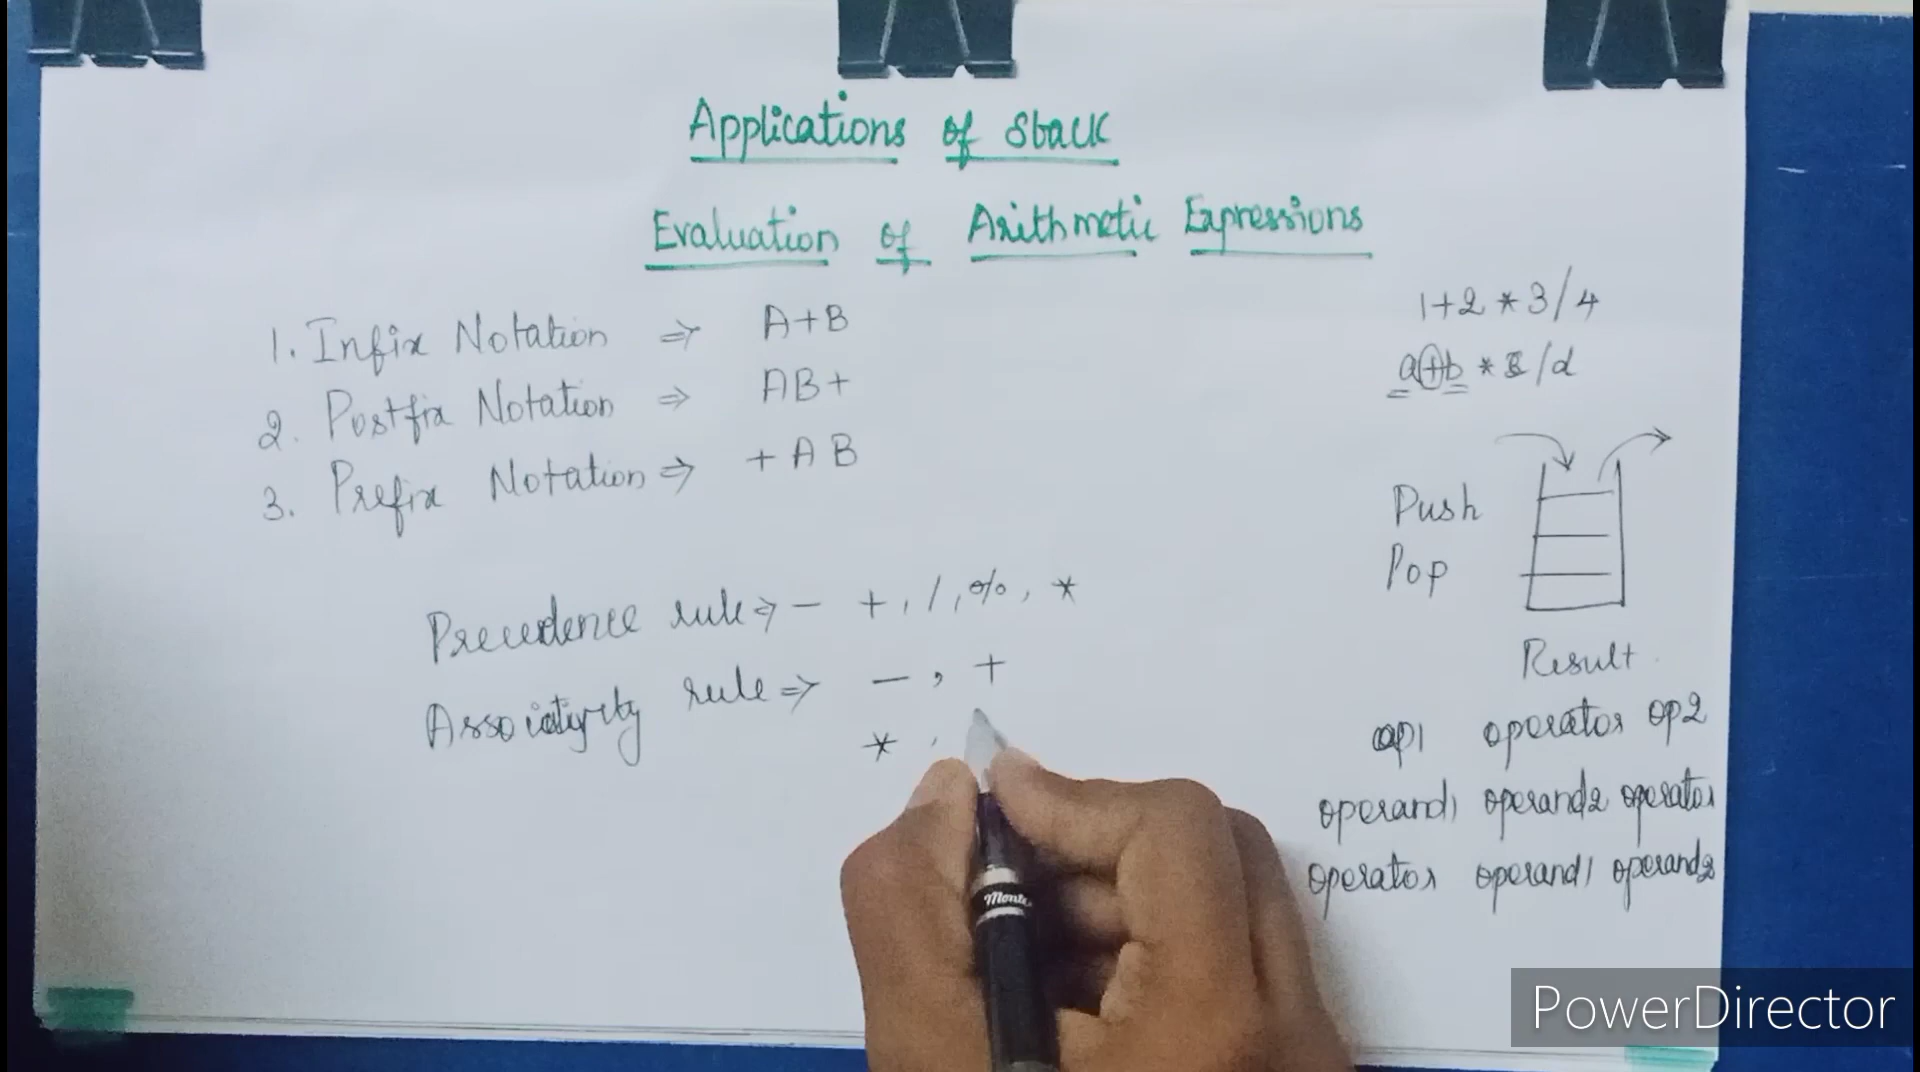 Applications of Stack
Evaluation of Arithmetic Expressions
1. Infix Notation ⇒ A+B
2. Postfix Notation ⇒ AB+
3. Prefix Notation ⇒ +AB
Precedence rule ⇒ - +, /, %, *
Associativity rule ⇒ -, +
*,
1+2*3/4
a+b * /d
Push
Pop
Result
op1 operator op2
operand1 operand2 operator
operator operand1 operand2
PowerDirector